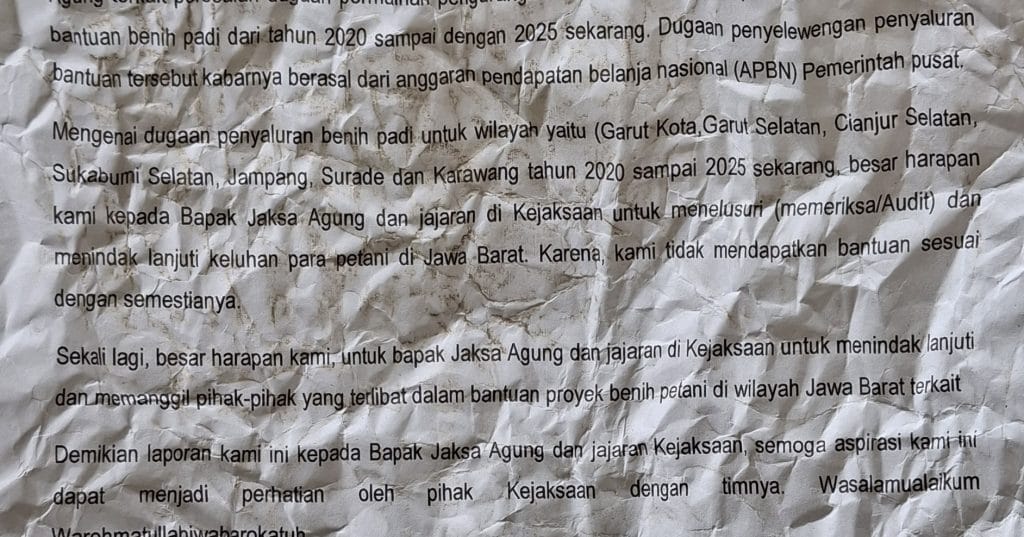 Agung terkait persoalan dugaan permainan pengurang
bantuan benih padi dari tahun 2020 sampai dengan 2025 sekarang. Dugaan penyelewengan penyaluran
bantuan tersebut kabarnya berasal dari anggaran pendapatan belanja nasional (APBN) Pemerintah pusat.
Mengenai dugaan penyaluran benih padi untuk wilayah yaitu (Garut Kota,Garut Selatan, Cianjur Selatan,
Sukabumi Selatan, Jampang, Surade dan Karawang tahun 2020 sampai 2025 sekarang, besar harapan
kami kepada Bapak Jaksa Agung dan jajaran di Kejaksaan untuk menelusuri (memeriksa/Audit) dan
menindak lanjuti keluhan para petani di Jawa Barat. Karena, kami tidak mendapatkan bantuan sesuai
dengan semestianya.
Sekali lagi, besar harapan kami, untuk bapak Jaksa Agung dan jajaran di Kejaksaan untuk menindak lanjuti
dan memanggil pihak-pihak yang terlibat dalam bantuan proyek benih petani di wilayah Jawa Barat terkait
Demikian laporan kami ini kepada Bapak Jaksa Agung dan jajaran Kejaksaan, semoga aspirasi kami ini
dapat menjadi perhatian oleh pihak Kejaksaan dengan timnya. Wasalamualaikum
Warohmatullahiwabarokatuh